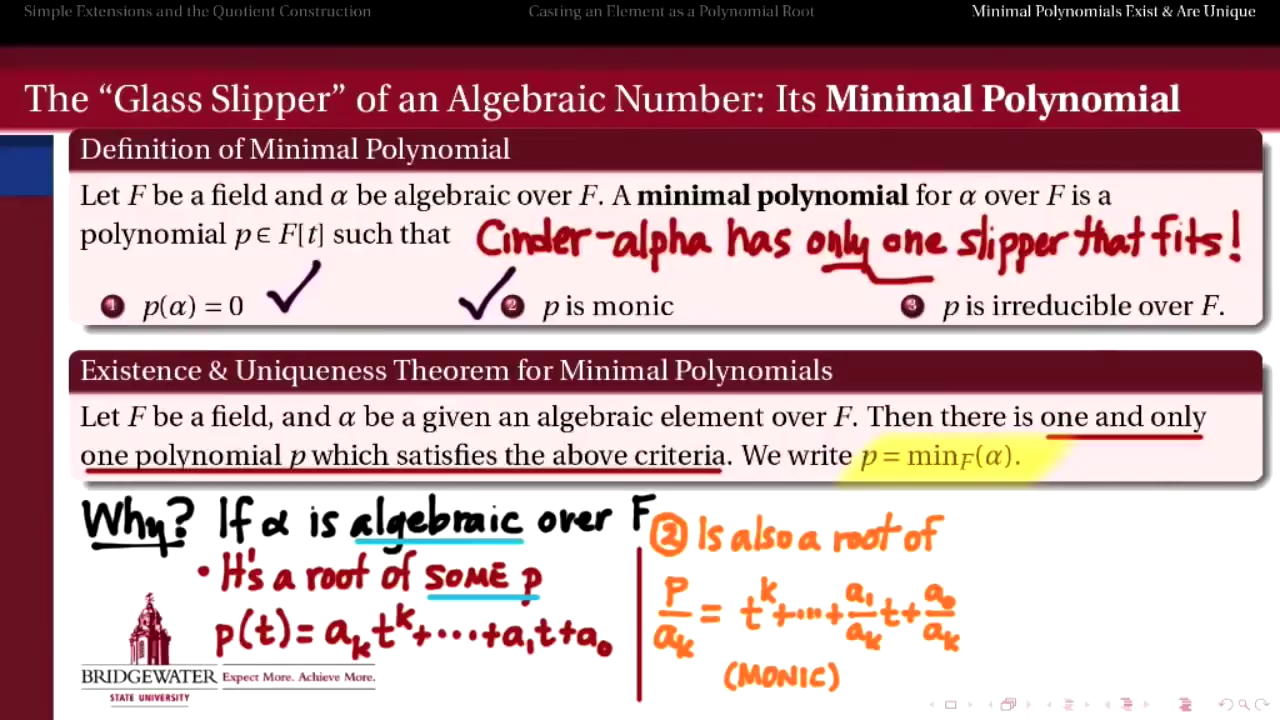 Simple Extensions and the Quotient Construction
Casting an Element as a Polynomial Root
Minimal Polynomials Exist & Are Unique
The “Glass Slipper” of an Algebraic Number: Its Minimal Polynomial
Definition of Minimal Polynomial
Let F be a field and α be algebraic over F. A minimal polynomial for α over F is a
polynomial p ∈ F[t] such that
Cinder-alpha has only one slipper that fits!
1 p(α) = 0 ✓
✓ 2 p is monic
3 p is irreducible over F.
Existence & Uniqueness Theorem for Minimal Polynomials
Let F be a field, and α be a given an algebraic element over F. Then there is one and only
one polynomial p which satisfies the above criteria. We write p = min_F(α).
Why? If α is algebraic over F
• It's a root of SOME p
p(t) = a_k t^k + ··· + a_1 t + a_0
② Is also a root of
p/a_k = t^k + ··· + a_1/a_k t + a_0/a_k
(MONIC)
BRIDGEWATER
STATE UNIVERSITY
Expect More. Achieve More.